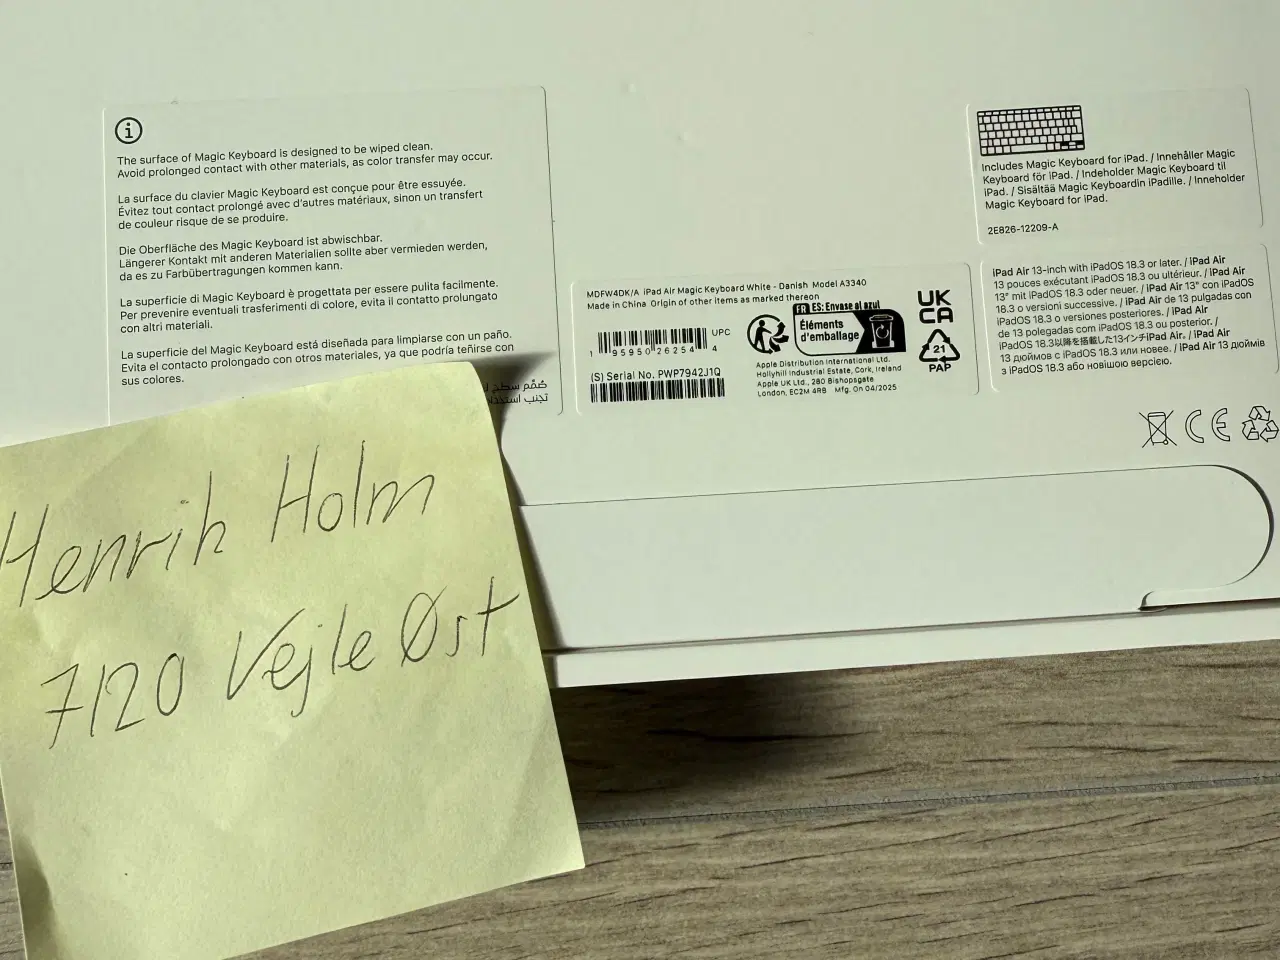 The surface of Magic Keyboard is designed to be wiped clean.
Avoid prolonged contact with other materials, as color transfer may occur.
La surface du clavier Magic Keyboard est conçue pour être essuyée.
Évitez tout contact prolongé avec d'autres matériaux, sinon un transfert
de couleur risque de se produire.
Die Oberfläche des Magic Keyboard ist abwischbar.
Längerer Kontakt mit anderen Materialien sollte aber vermieden werden,
da es zu Farbübertragungen kommen kann.
La superficie di Magic Keyboard è progettata per essere pulita facilmente.
Per prevenire eventuali trasferimenti di colore, evita il contatto prolungato
con altri materiali.
La superficie del Magic Keyboard está diseñada para limpiarse con un paño.
Evita el contacto prolongado con otros materiales, ya que podría teñirse con
sus colores.
صُمِّم سطح
تجنب استخدا
Henrik Holm
7120 Vejle Øst
MDFW4DK/A iPad Air Magic Keyboard White - Danish Model A3340
Made in China Origin of other items as marked thereon
UPC
1 95950 26254 4
(S) Serial No. PWP7942J1Q
FR ES: Envase al azul
Éléments
d'emballage
Apple Distribution International Ltd.
Hollyhill Industrial Estate, Cork, Ireland
Apple UK Ltd., 280 Bishopsgate
London, EC2M 4RB Mfg. On 04/2025
UK
CA
21
PAP
Includes Magic Keyboard for iPad. / Innehåller Magic
Keyboard för iPad. / Indeholder Magic Keyboard til
iPad. / Sisältää Magic Keyboardin iPadille. / Inneholder
Magic Keyboard for iPad.
2E826-12209-A
iPad Air 13-inch with iPadOS 18.3 or later. / iPad Air
13 pouces exécutant iPadOS 18.3 ou ultérieur. / iPad Air
13" mit iPadOS 18.3 oder neuer. / iPad Air 13" con iPadOS
18.3 o versioni successive. / iPad Air de 13 pulgadas con
iPadOS 18.3 o versiones posteriores. / iPad Air
de 13 polegadas com iPadOS 18.3 ou posterior. /
iPadOS 18.3以降を搭載した13インチiPad Air。 / iPad Air
13 дюймов с iPadOS 18.3 или новее. / iPad Air 13 дюймів
з iPadOS 18.3 або новішою версією.
CE